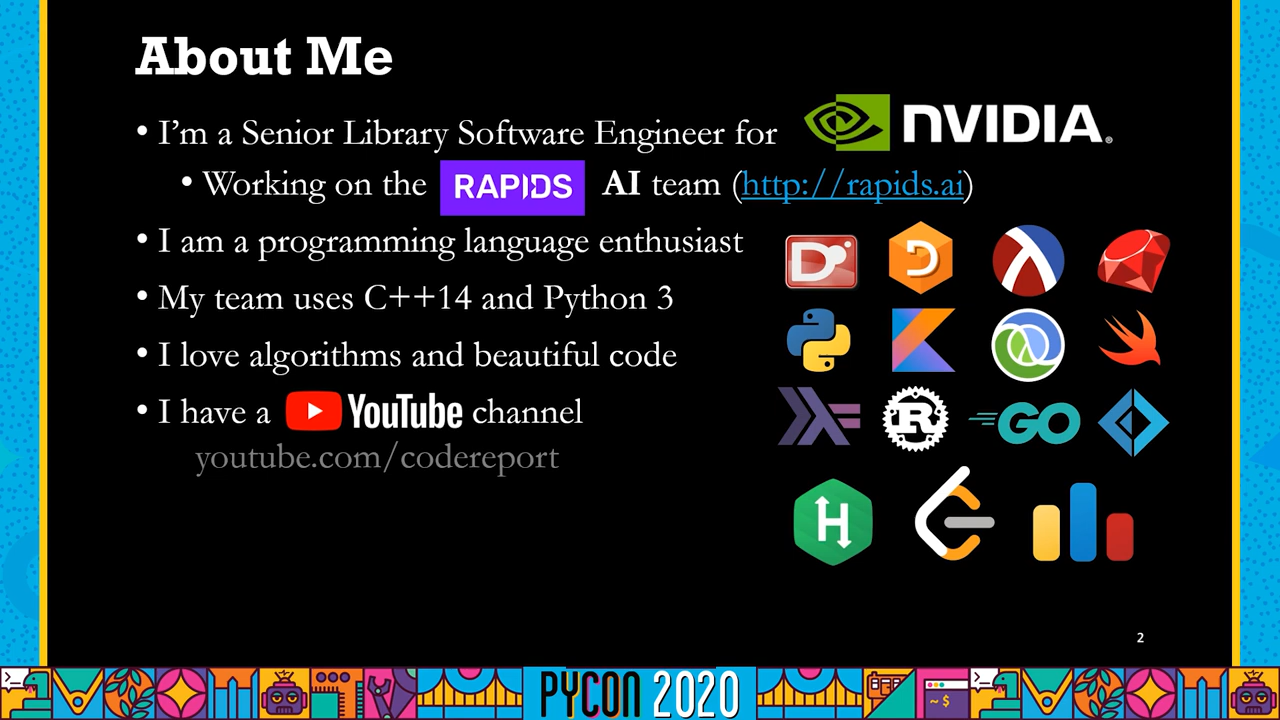 About Me
• I'm a Senior Library Software Engineer for NVIDIA.
• Working on the RAPIDS AI team (http://rapids.ai)
• I am a programming language enthusiast
• My team uses C++14 and Python 3
• I love algorithms and beautiful code
• I have a YouTube channel
youtube.com/codereport
D
D
R
GO
H
2
>_
~ $
PYCON 2020